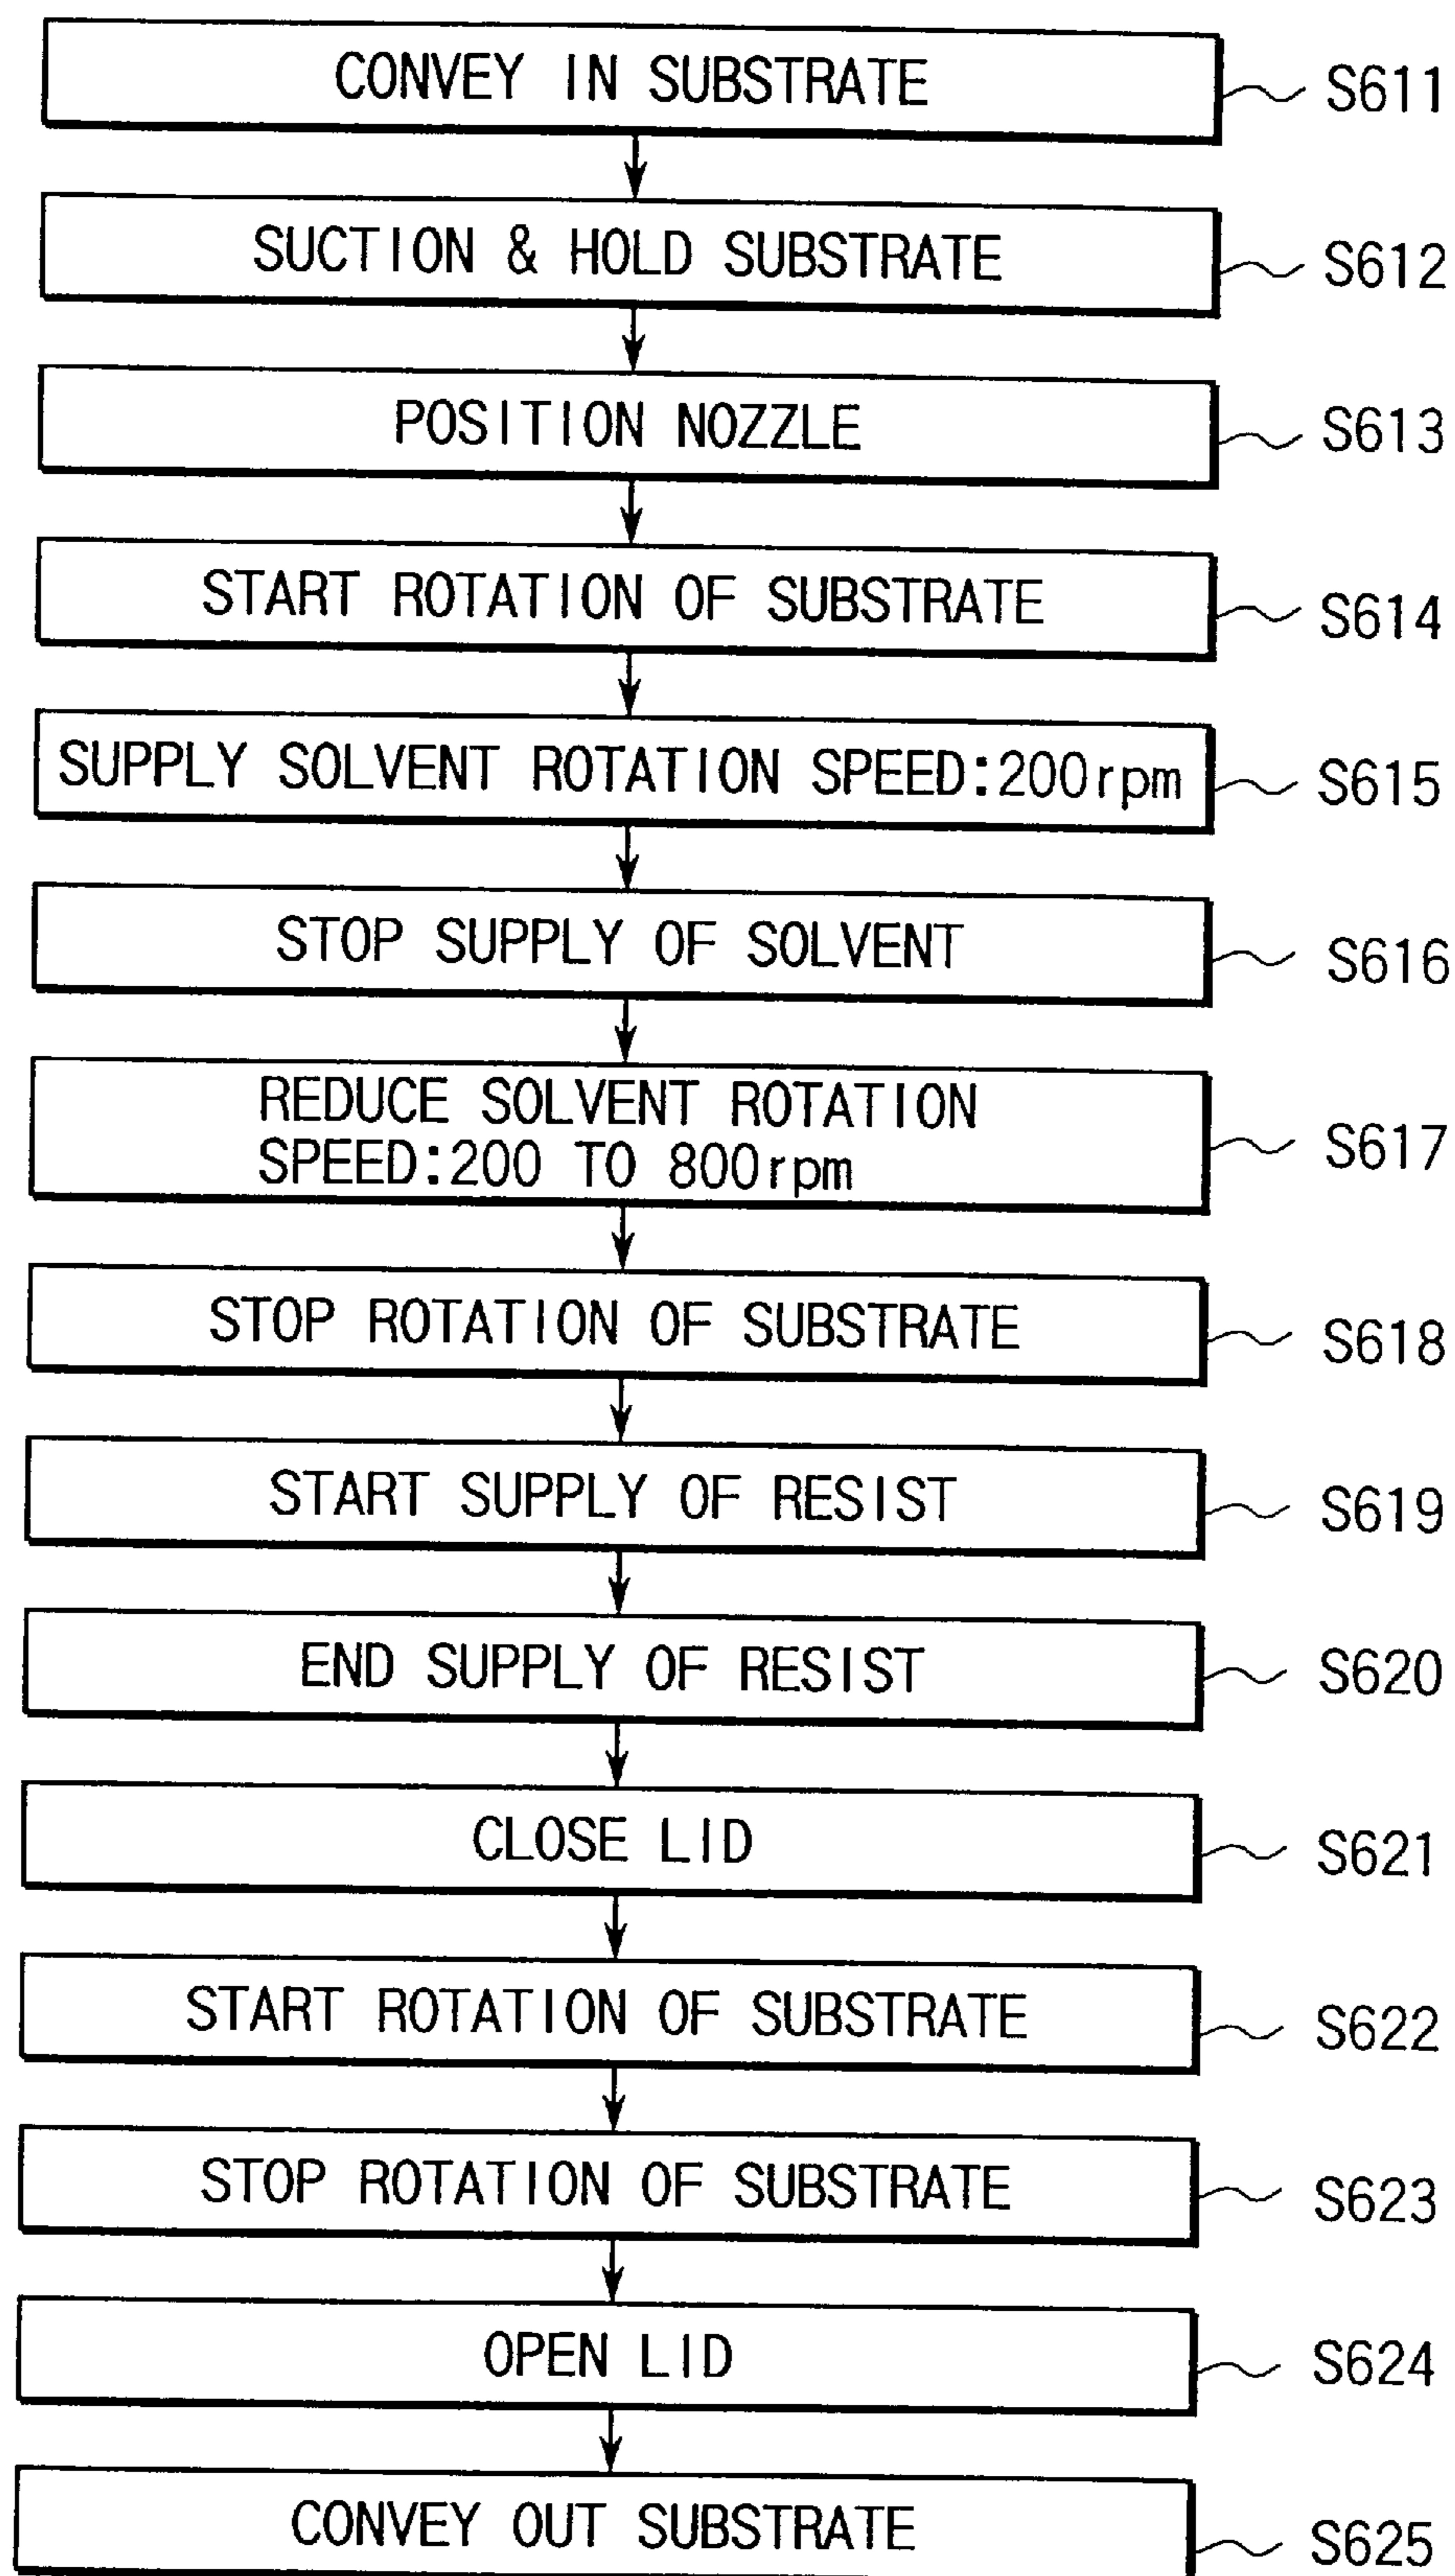 CONVEY IN SUBSTRATE S611
SUCTION & HOLD SUBSTRATE S612
POSITION NOZZLE S613
START ROTATION OF SUBSTRATE S614
SUPPLY SOLVENT ROTATION SPEED:200rpm S615
STOP SUPPLY OF SOLVENT S616
REDUCE SOLVENT ROTATION
SPEED:200 TO 800rpm S617
STOP ROTATION OF SUBSTRATE S618
START SUPPLY OF RESIST S619
END SUPPLY OF RESIST S620
CLOSE LID S621
START ROTATION OF SUBSTRATE S622
STOP ROTATION OF SUBSTRATE S623
OPEN LID S624
CONVEY OUT SUBSTRATE S625